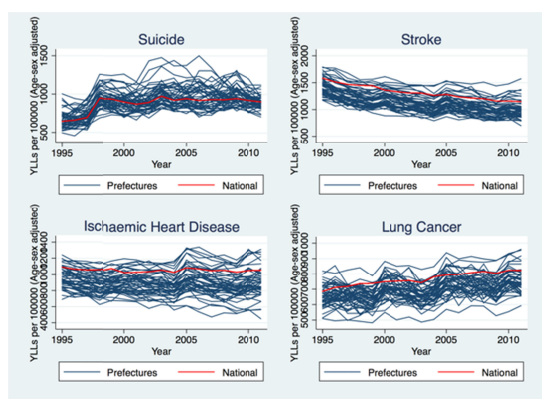 Suicide
YLLs per 100000 (Age-sex adjusted)
500 1000 1500
1995 2000 2005 2010
Year
Prefectures National
Stroke
YLLs per 100000 (Age-sex adjusted)
500 1000 1500 2000
1995 2000 2005 2010
Year
Prefectures National
Ischaemic Heart Disease
YLLs per 100000 (Age-sex adjusted)
1995 2000 2005 2010
Year
Prefectures National
Lung Cancer
YLLs per 100000 (Age-sex adjusted)
1995 2000 2005 2010
Year
Prefectures National